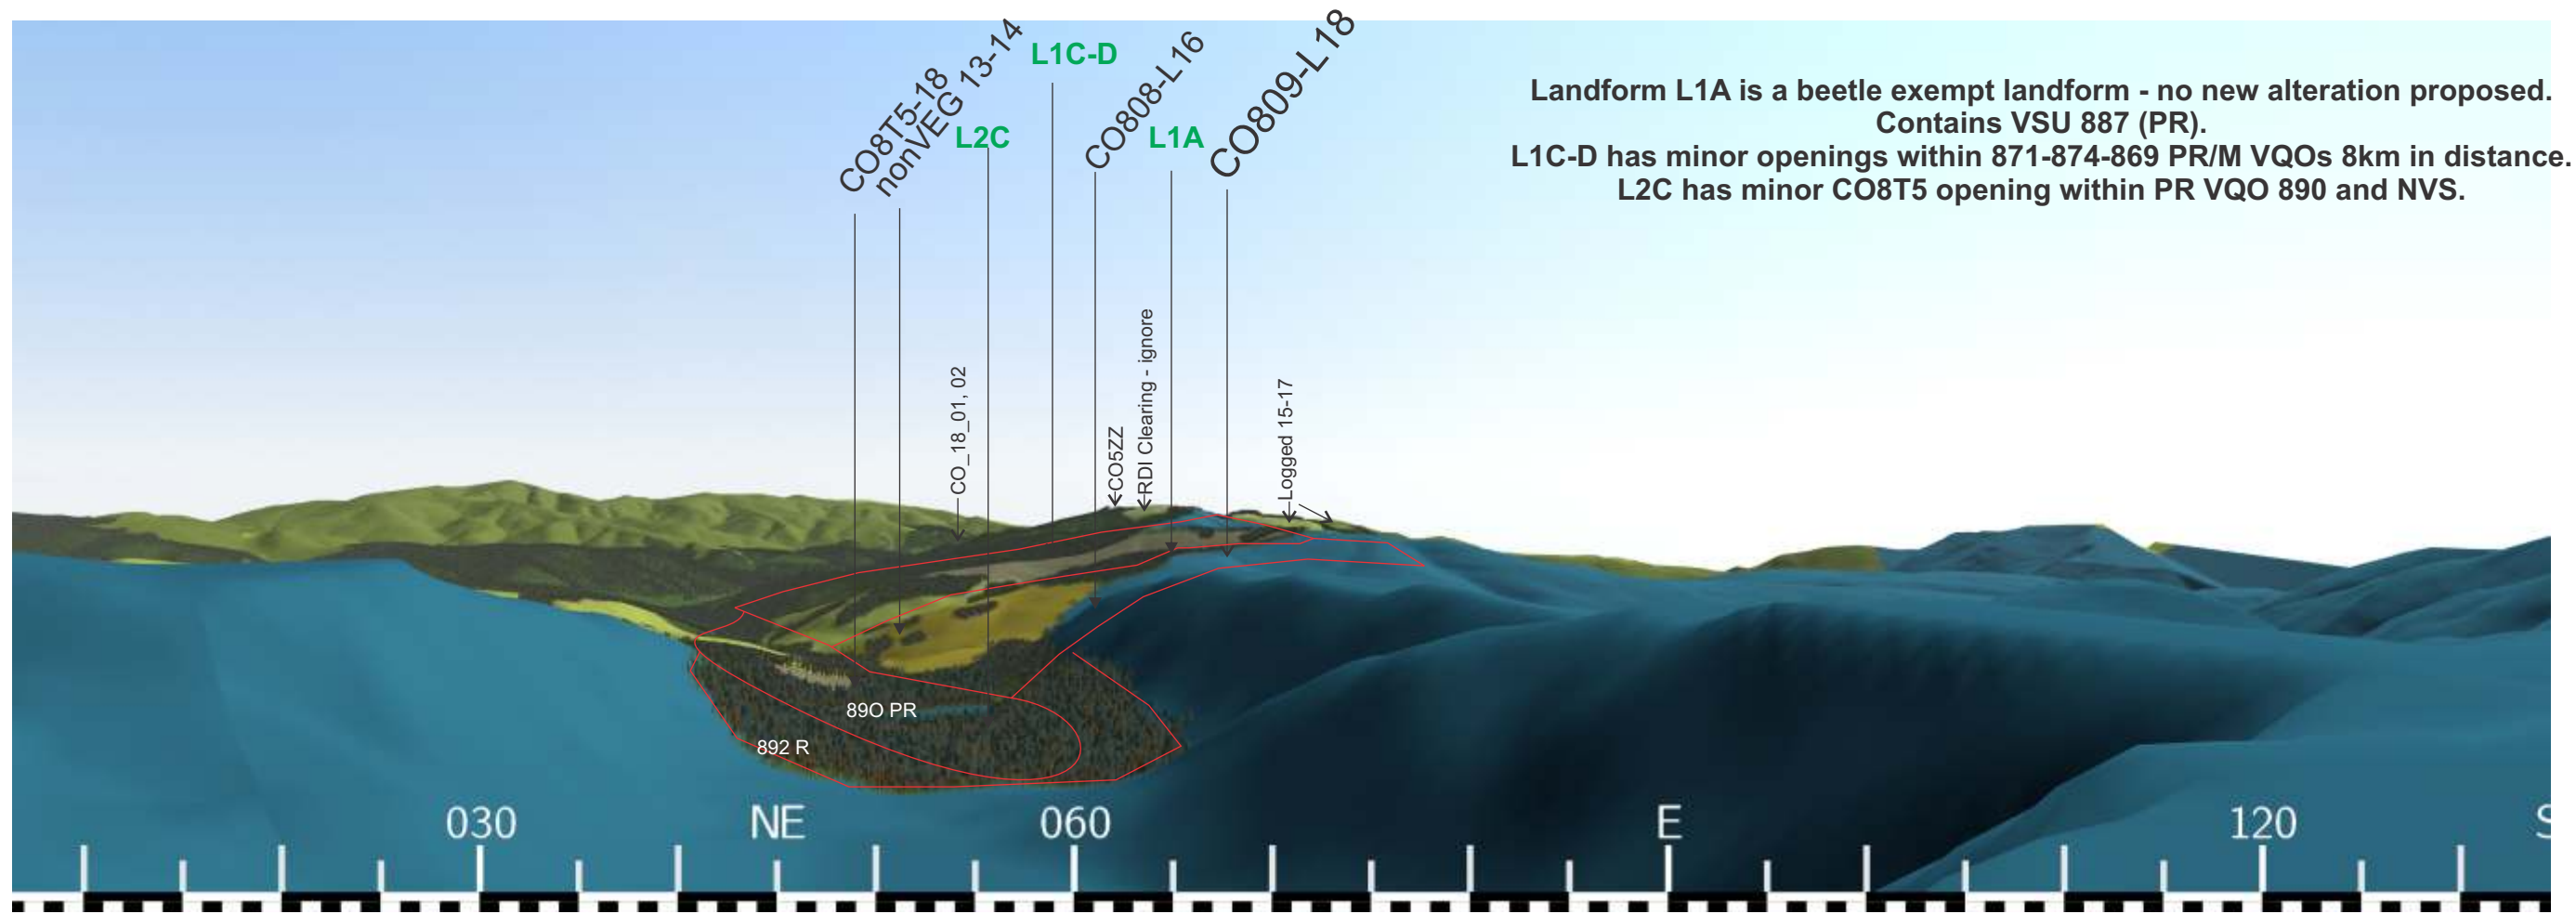 CO8T5-18
nonVEG 13-14
L2C
L1C-D
CO808-L16
L1A
CO809-L18
Landform L1A is a beetle exempt landform - no new alteration proposed.
Contains VSU 887 (PR).
L1C-D has minor openings within 871-874-869 PR/M VQOs 8km in distance.
L2C has minor CO8T5 opening within PR VQO 890 and NVS.
CO_18_01, 02
CO5ZZ
RDI Clearing - ignore
Logged 15-17
89O PR
892 R
030
NE
060
E
120
S